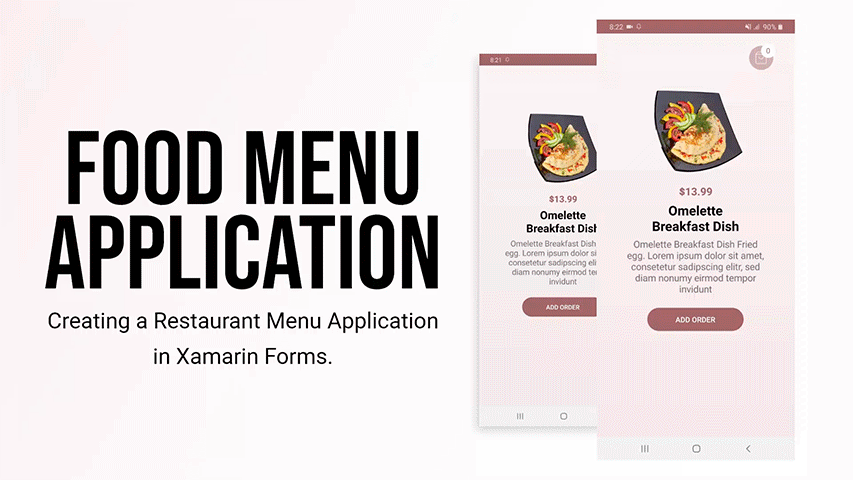 FOOD MENU
APPLICATION
Creating a Restaurant Menu Application
in Xamarin Forms.
8:21
$13.99
Omelette
Breakfast Dish
Omelette Breakfast Dish
egg. Lorem ipsum dolor sit
consetetur sadipscing elitr
diam nonumy eirmod te
invidunt
ADD ORDER
8:22
90%
0
$13.99
Omelette
Breakfast Dish
Omelette Breakfast Dish Fried
egg. Lorem ipsum dolor sit amet,
consetetur sadipscing elitr, sed
diam nonumy eirmod tempor
invidunt
ADD ORDER